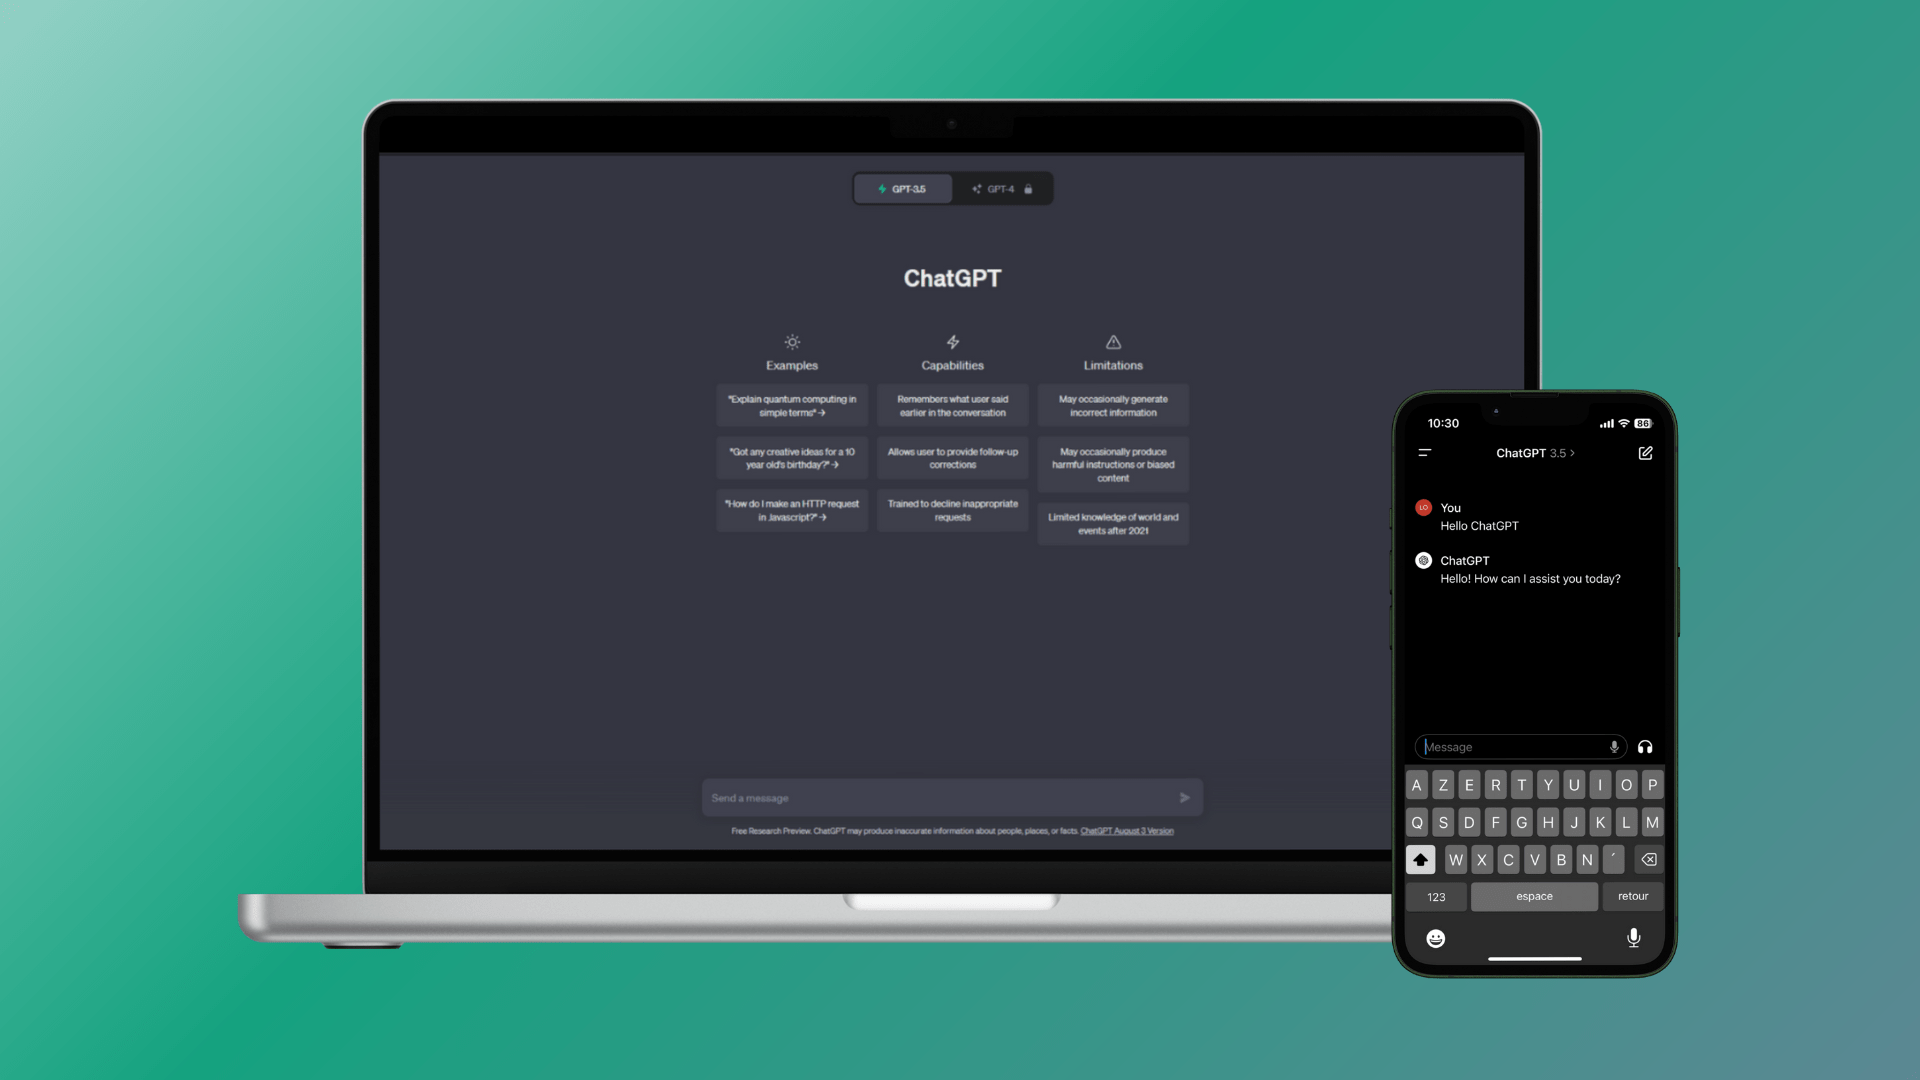 GPT-3.5
GPT-4
ChatGPT
Examples
"Explain quantum computing in
simple terms" →
"Got any creative ideas for a 10
year old's birthday?" →
"How do I make an HTTP request
in Javascript?" →
Capabilities
Remembers what user said
earlier in the conversation
Allows user to provide follow-up
corrections
Trained to decline inappropriate
requests
Limitations
May occasionally generate
incorrect information
May occasionally produce
harmful instructions or biased
content
Limited knowledge of world and
events after 2021
Send a message
Free Research Preview. ChatGPT may produce inaccurate information about people, places, or facts. ChatGPT August 3 Version
10:30
86
ChatGPT 3.5 >
LO
You
Hello ChatGPT
ChatGPT
Hello! How can I assist you today?
Message
A Z E R T Y U I O P
Q S D F G H J K L M
W X C V B N ´
123 espace retour